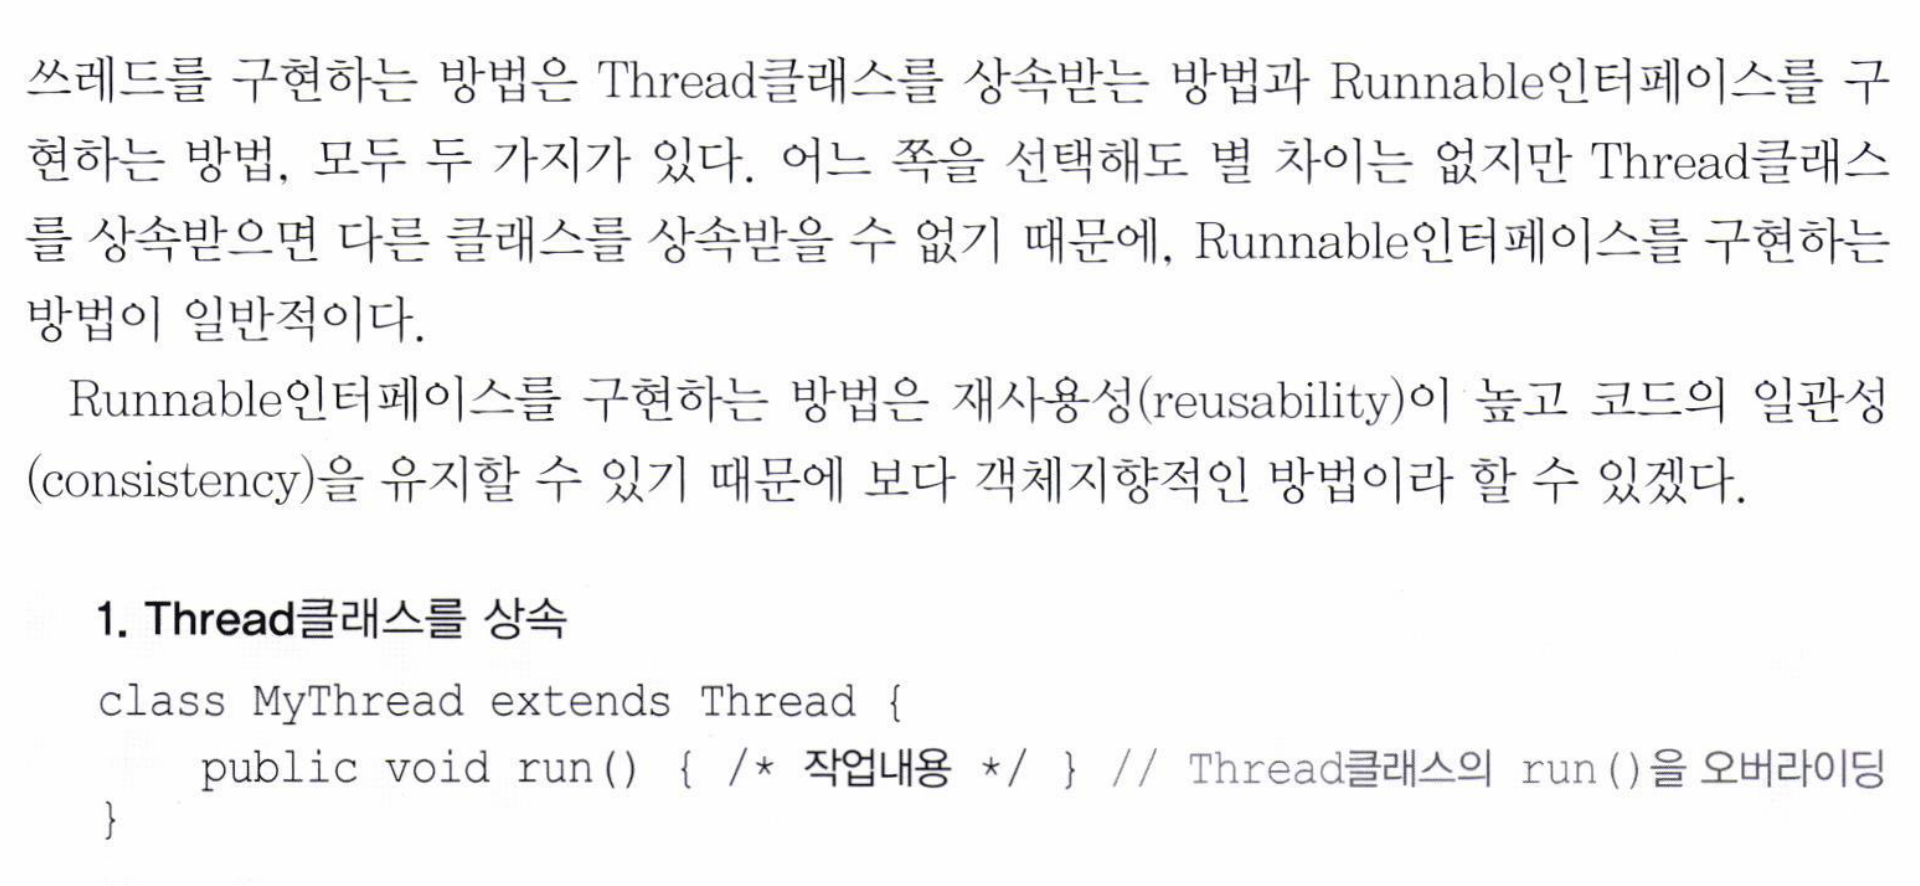 쓰레드를 구현하는 방법은 Thread클래스를 상속받는 방법과 Runnable인터페이스를 구
현하는 방법, 모두 두 가지가 있다. 어느 쪽을 선택해도 별 차이는 없지만 Thread클래스
를 상속받으면 다른 클래스를 상속받을 수 없기 때문에, Runnable인터페이스를 구현하는
방법이 일반적이다.
Runnable인터페이스를 구현하는 방법은 재사용성(reusability)이 높고 코드의 일관성
(consistency)을 유지할 수 있기 때문에 보다 객체지향적인 방법이라 할 수 있겠다.
1. Thread클래스를 상속
class MyThread extends Thread {
public void run() { /* 작업내용 */ } // Thread클래스의 run()을 오버라이딩
}